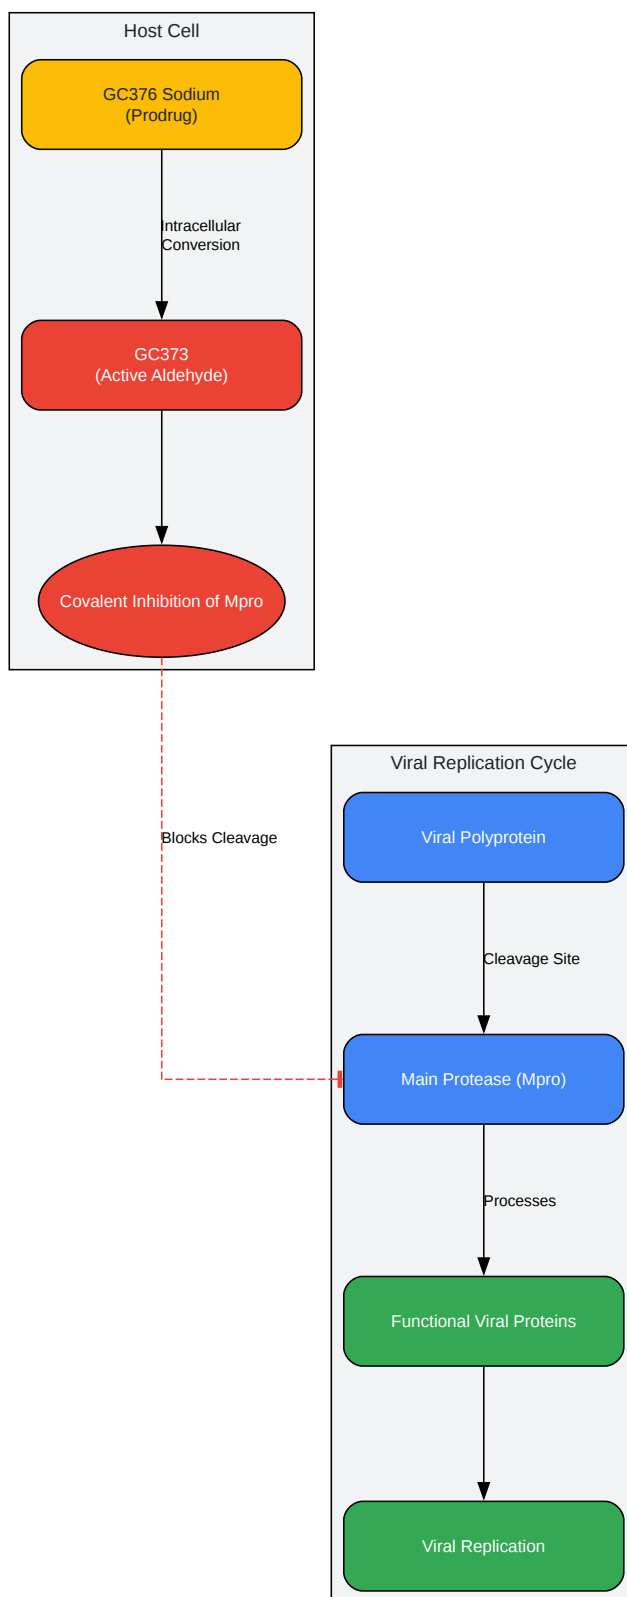 Host Cell
GC376 Sodium
(Prodrug)
Intracellular
Conversion
GC373
(Active Aldehyde)
Covalent Inhibition of Mpro
Blocks Cleavage
Viral Replication Cycle
Viral Polyprotein
Cleavage Site
Main Protease (Mpro)
Processes
Functional Viral Proteins
Viral Replication